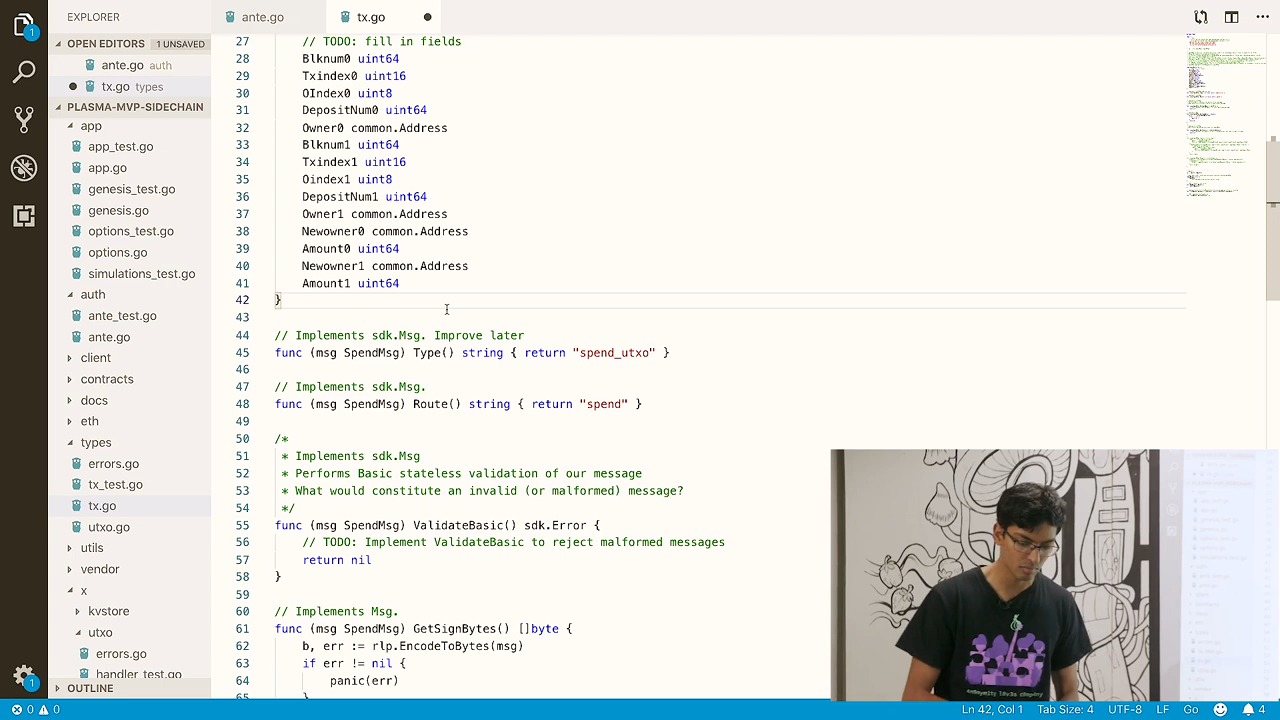 EXPLORER
OPEN EDITORS 1 UNSAVED
ante.go auth
tx.go types
PLASMA-MVP-SIDECHAIN
app
app_test.go
app.go
genesis_test.go
genesis.go
options_test.go
options.go
simulations_test.go
auth
ante_test.go
ante.go
client
contracts
docs
eth
types
errors.go
tx_test.go
tx.go
utxo.go
utils
vendor
x
kvstore
utxo
errors.go
handler_test.go
OUTLINE
1
1
ante.go
tx.go
27 // TODO: fill in fields
28 Blknum0 uint64
29 Txindex0 uint16
30 OIndex0 uint8
31 DepositNum0 uint64
32 Owner0 common.Address
33 Blknum1 uint64
34 Txindex1 uint16
35 Oindex1 uint8
36 DepositNum1 uint64
37 Owner1 common.Address
38 Newowner0 common.Address
39 Amount0 uint64
40 Newowner1 common.Address
41 Amount1 uint64
42 }
43
44 // Implements sdk.Msg. Improve later
45 func (msg SpendMsg) Type() string { return "spend_utxo" }
46
47 // Implements sdk.Msg.
48 func (msg SpendMsg) Route() string { return "spend" }
49
50 /*
51 * Implements sdk.Msg
52 * Performs Basic stateless validation of our message
53 * What would constitute an invalid (or malformed) message?
54 */
55 func (msg SpendMsg) ValidateBasic() sdk.Error {
56 // TODO: Implement ValidateBasic to reject malformed messages
57 return nil
58 }
59
60 // Implements Msg.
61 func (msg SpendMsg) GetSignBytes() []byte {
62 b, err := rlp.EncodeToBytes(msg)
63 if err != nil {
64 panic(err)
65 }
0 0
Ln 42, Col 1 Tab Size: 4 UTF-8 LF Go 4